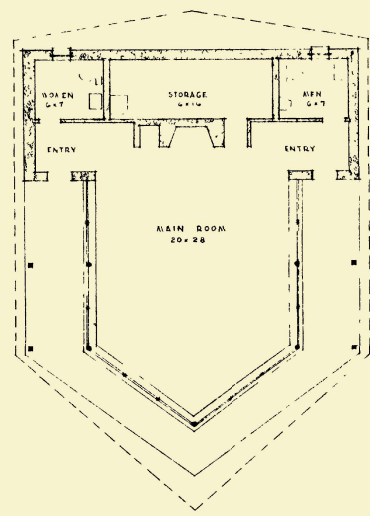 WOMEN
6x7
STORAGE
6x16
MEN
6x7
ENTRY
ENTRY
MAIN ROOM
20x28